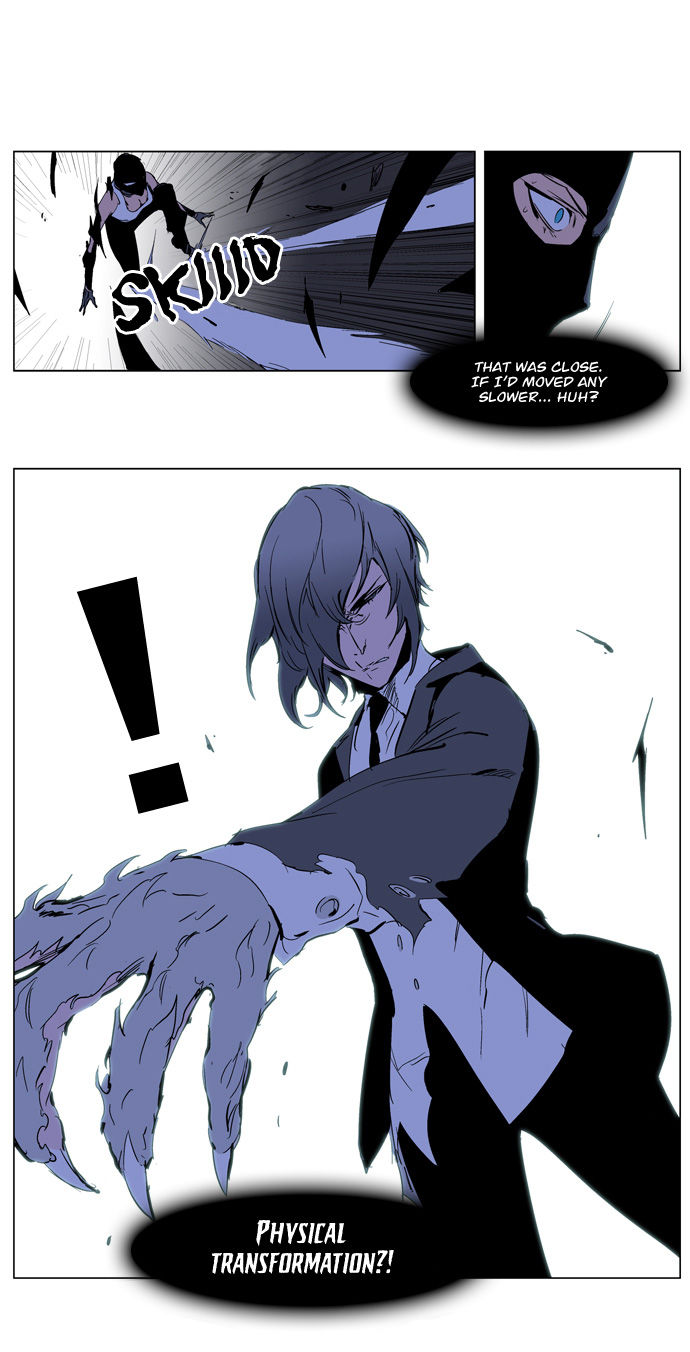 SKIIID
THAT WAS CLOSE.
IF I'D MOVED ANY
SLOWER... HUH?
!
PHYSICAL
TRANSFORMATION?!